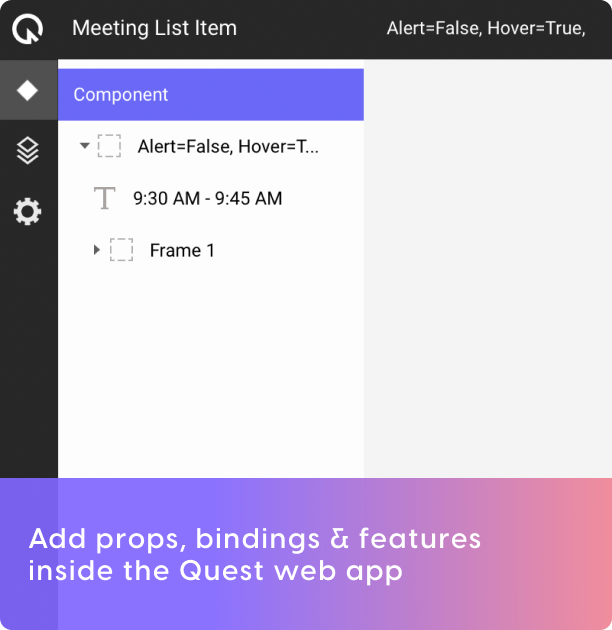 Meeting List Item
Alert=False, Hover=True,
Component
Alert=False, Hover=T...
9:30 AM - 9:45 AM
Frame 1
Add props, bindings & features
inside the Quest web app